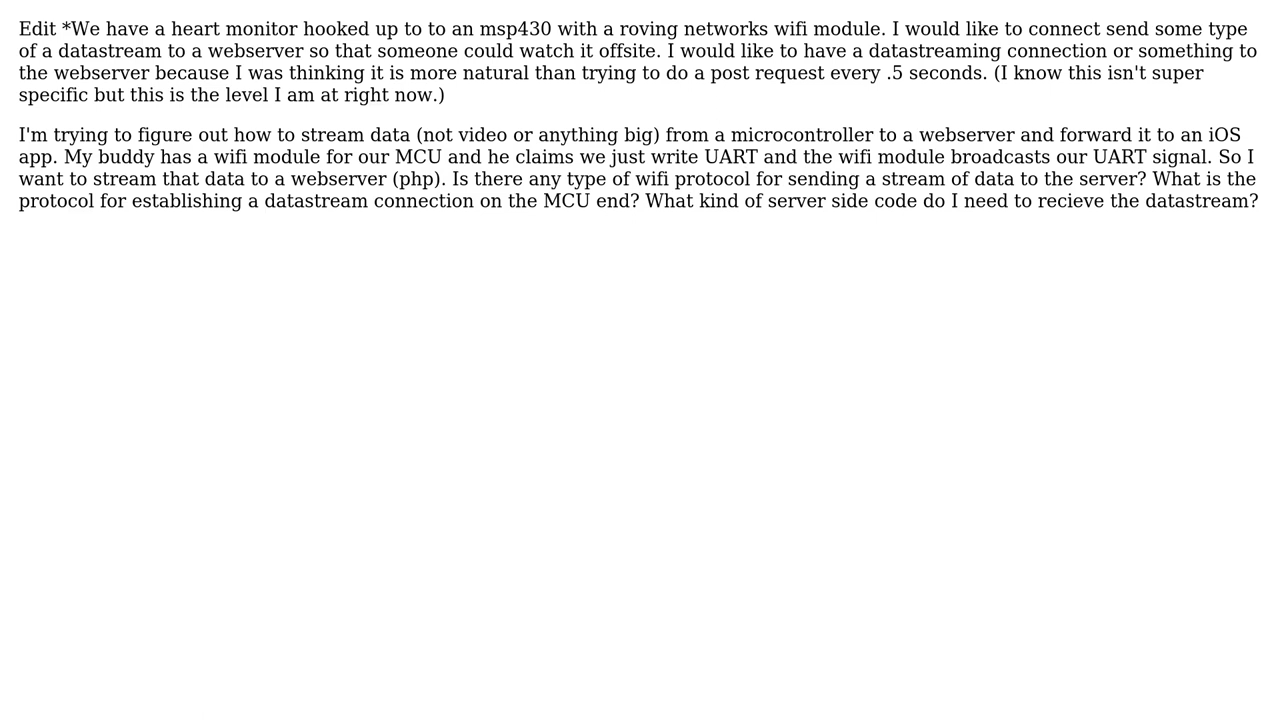 Edit *We have a heart monitor hooked up to to an msp430 with a roving networks wifi module. I would like to connect send some type
of a datastream to a webserver so that someone could watch it offsite. I would like to have a datastreaming connection or something to
the webserver because I was thinking it is more natural than trying to do a post request every .5 seconds. (I know this isn't super
specific but this is the level I am at right now.)
I'm trying to figure out how to stream data (not video or anything big) from a microcontroller to a webserver and forward it to an iOS
app. My buddy has a wifi module for our MCU and he claims we just write UART and the wifi module broadcasts our UART signal. So I
want to stream that data to a webserver (php). Is there any type of wifi protocol for sending a stream of data to the server? What is the
protocol for establishing a datastream connection on the MCU end? What kind of server side code do I need to recieve the datastream?